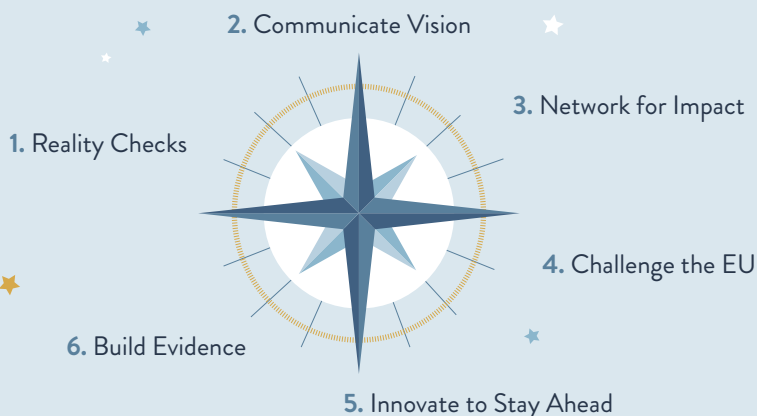 1. Reality Checks
2. Communicate Vision
3. Network for Impact
4. Challenge the EU
5. Innovate to Stay Ahead
6. Build Evidence